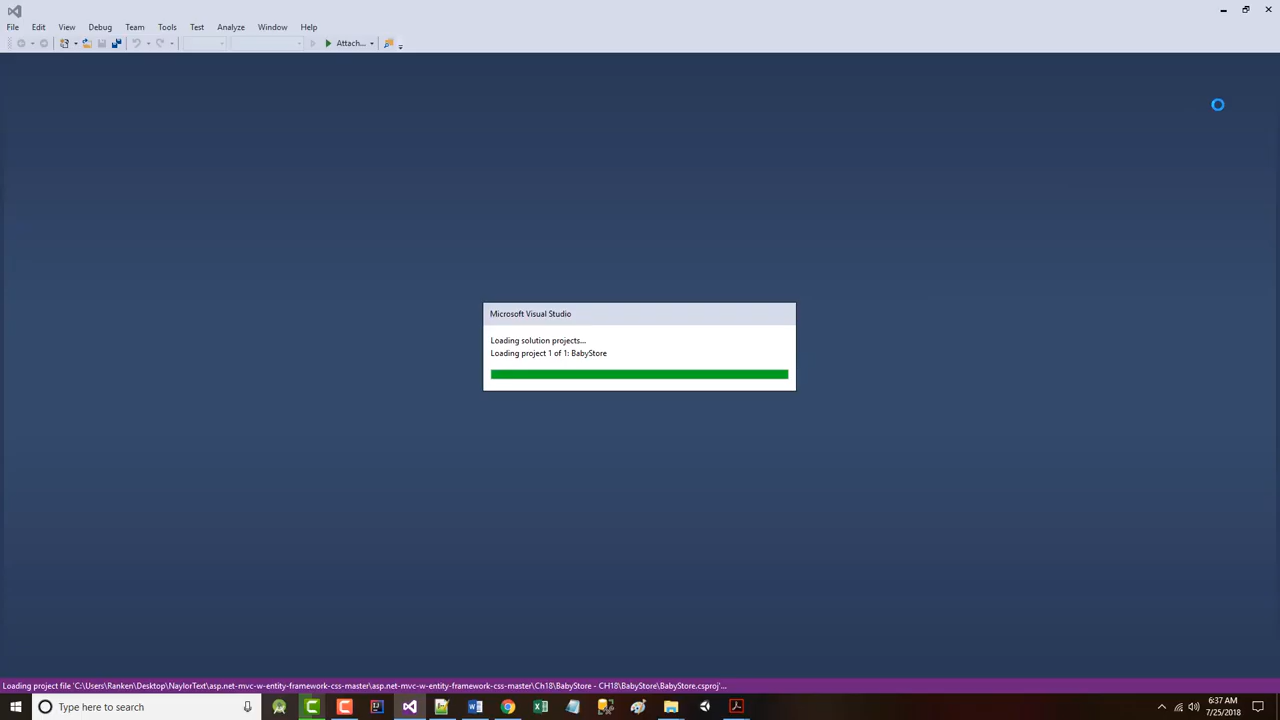 File Edit View Debug Team Tools Test Analyze Window Help
Attach...
Microsoft Visual Studio
Loading solution projects...
Loading project 1 of 1: BabyStore
Loading project file 'C:\Users\Ranken\Desktop\NaylorText\asp.net-mvc-w-entity-framework-css-master\asp.net-mvc-w-entity-framework-css-master\Ch18\BabyStore - CH18\BabyStore\BabyStore.csproj'...
Type here to search
6:37 AM
7/25/2018